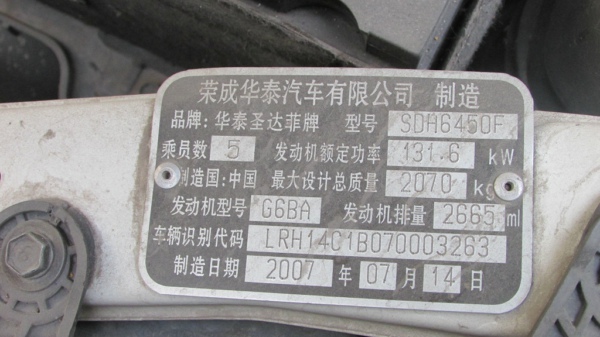 荣成华泰汽车有限公司 制造
品牌: 华泰圣达菲牌 型号 SDH6450F
乘员数 5 发动机额定功率 131.6 kW
制造国: 中国 最大设计总质量 2070 kg
发动机型号 G6BA 发动机排量 2665 ml
车辆识别代码 LRH14C1B070003263
制造日期 2007 年 07 月 14 日